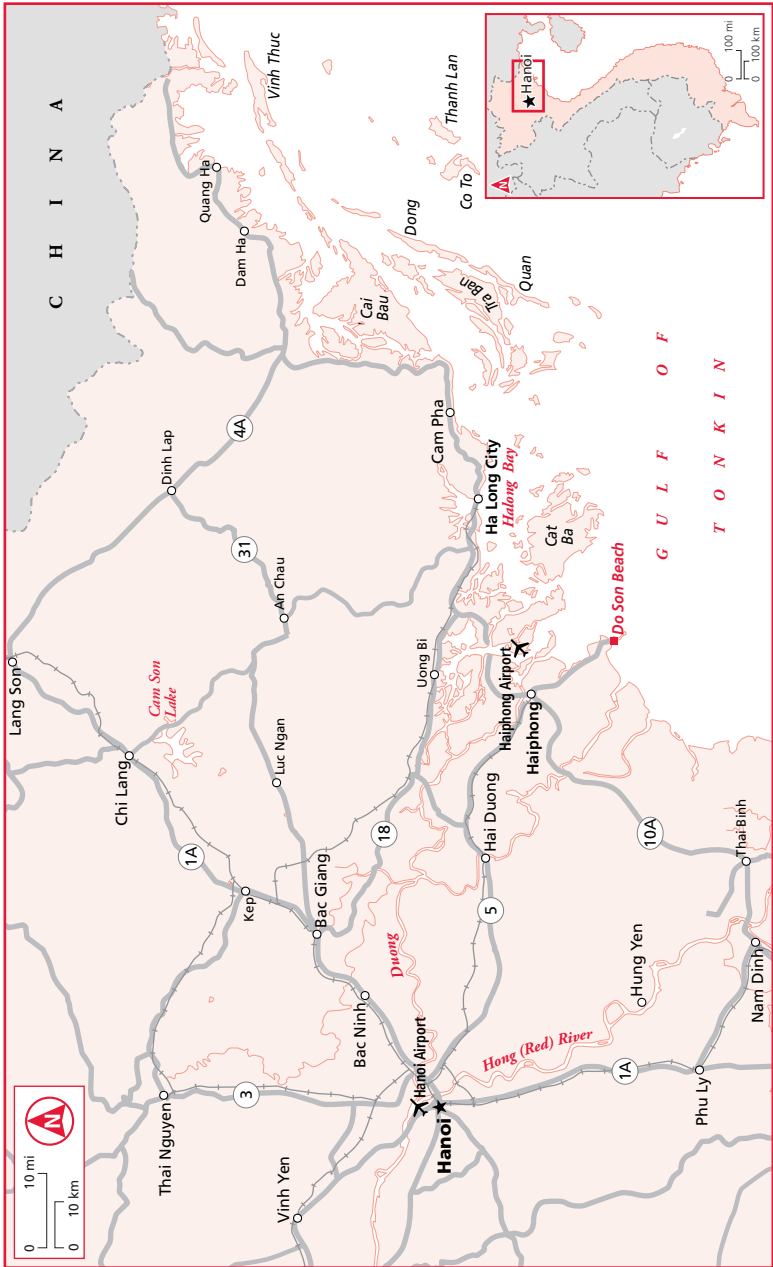 0 10 mi
0 10 km
N
CHINA
Lang Son
Vinh Thuc
Quang Ha
Dam Ha
Thanh Lan
Co To
Dong
Quan
Tra Ban
Cai
Bau
4A
Dinh Lap
31
An Chau
Cam Son
Lake
Chi Lang
Luc Ngan
1A
Kep
Bac Giang
Thai Nguyen
3
Bac Ninh
Vinh Yen
18
Uong Bi
Cam Pha
Ha Long City
Halong Bay
Cat
Ba
Duong
Hanoi Airport
Hanoi
5
Hai Duong
Haiphong Airport
Haiphong
Do Son Beach
GULF OF
TONKIN
Hong (Red) River
Hung Yen
10A
1A
Thai Binh
Phu Ly
Nam Dinh
N
Hanoi
0 100 mi
0 100 km